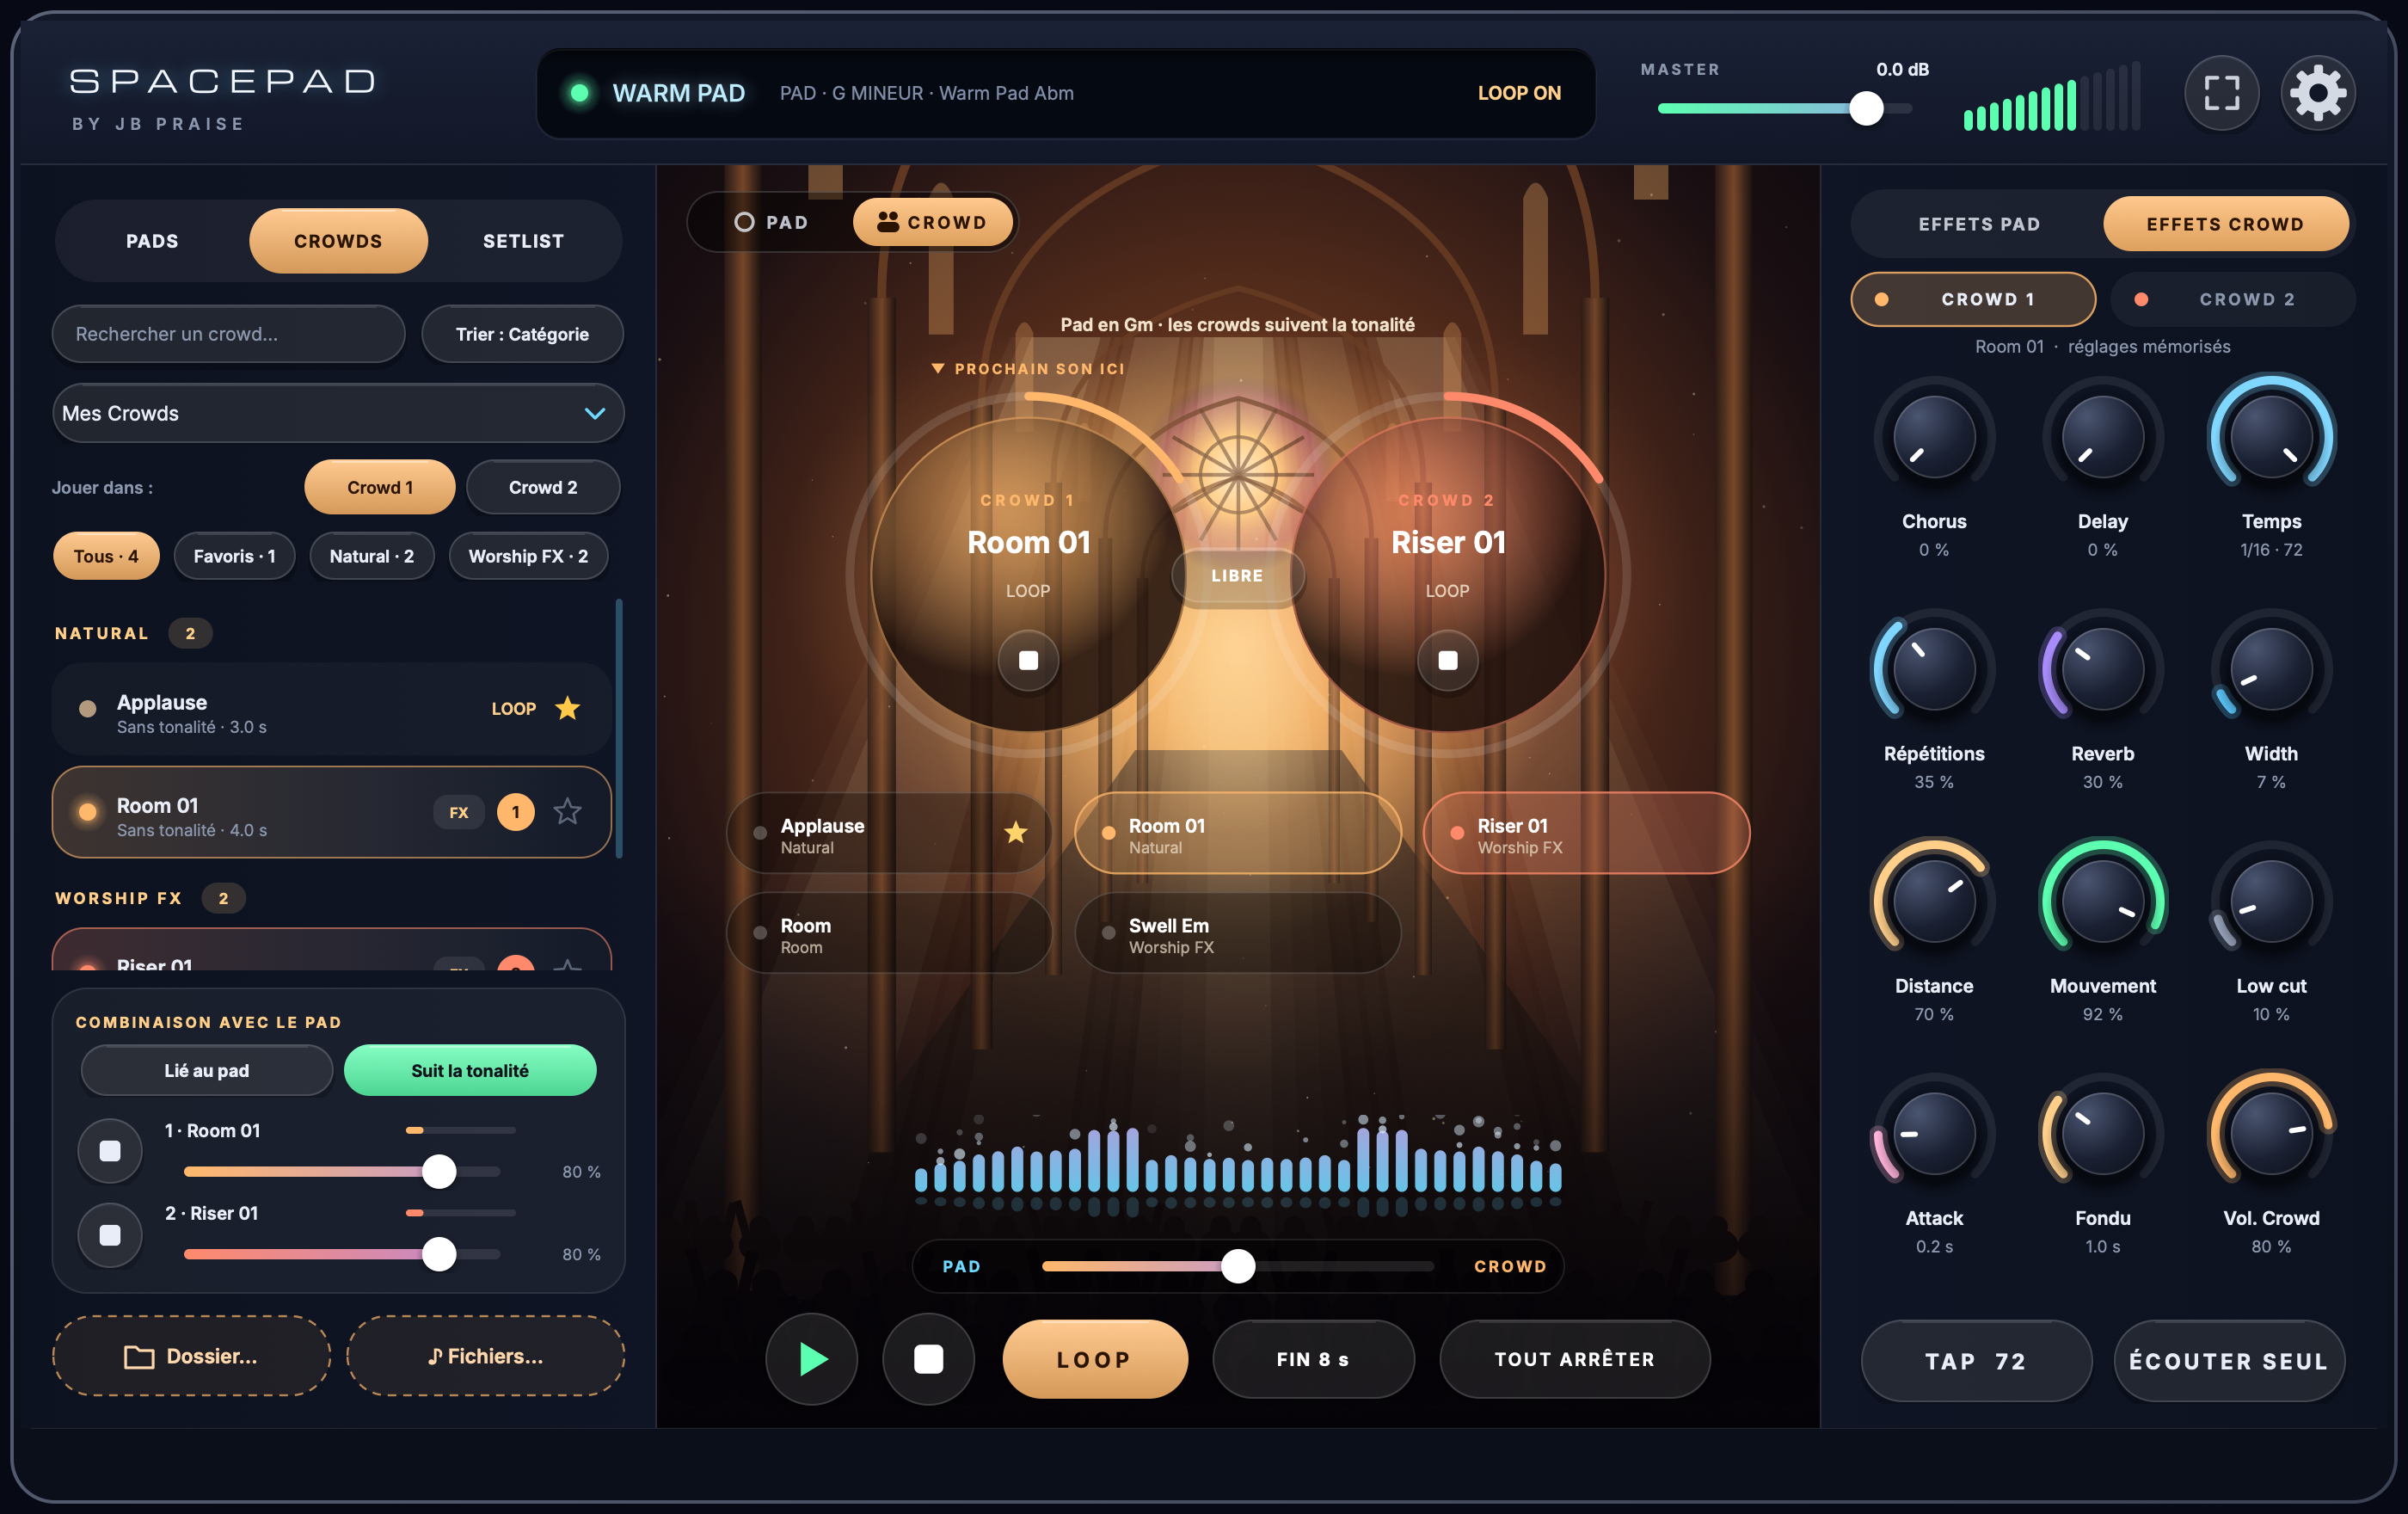 SPACEPAD
BY JB PRAISE
WARM PAD PAD · G MINEUR · Warm Pad Abm LOOP ON
MASTER 0.0 dB
PADS CROWDS SETLIST
Rechercher un crowd... Trier : Catégorie
Mes Crowds
Jouer dans : Crowd 1 Crowd 2
Tous · 4 Favoris · 1 Natural · 2 Worship FX · 2
NATURAL 2
Applause LOOP
Sans tonalité · 3.0 s
Room 01 FX 1
Sans tonalité · 4.0 s
WORSHIP FX 2
Riser 01
COMBINAISON AVEC LE PAD
Lié au pad Suit la tonalité
1 · Room 01
80 %
2 · Riser 01
80 %
Dossier... Fichiers...
PAD CROWD
Pad en Gm · les crowds suivent la tonalité
PROCHAIN SON ICI
CROWD 1
Room 01
LOOP
LIBRE
CROWD 2
Riser 01
LOOP
Applause
Natural
Room 01
Natural
Riser 01
Worship FX
Room
Room
Swell Em
Worship FX
PAD CROWD
LOOP FIN 8 s TOUT ARRÊTER
EFFETS PAD EFFETS CROWD
CROWD 1 CROWD 2
Room 01 · réglages mémorisés
Chorus Delay Temps
0 % 0 % 1/16 · 72
Répétitions Reverb Width
35 % 30 % 7 %
Distance Mouvement Low cut
70 % 92 % 10 %
Attack Fondu Vol. Crowd
0.2 s 1.0 s 80 %
TAP 72 ÉCOUTER SEUL